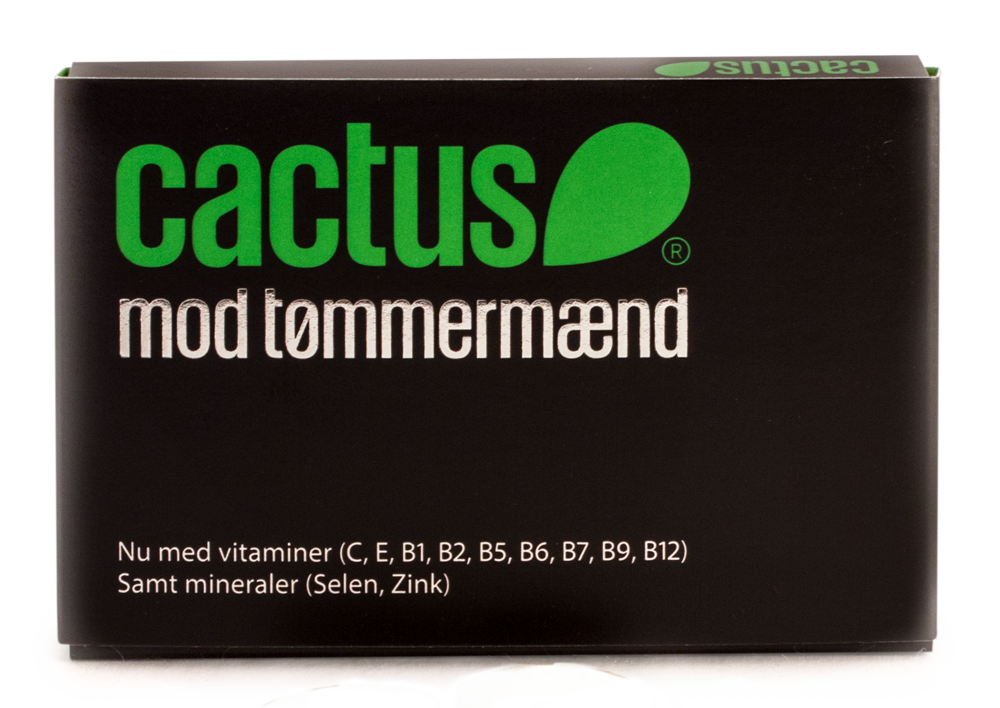 cactus
cactus®
mod tømmermænd
Nu med vitaminer (C, E, B1, B2, B5, B6, B7, B9, B12)
Samt mineraler (Selen, Zink)